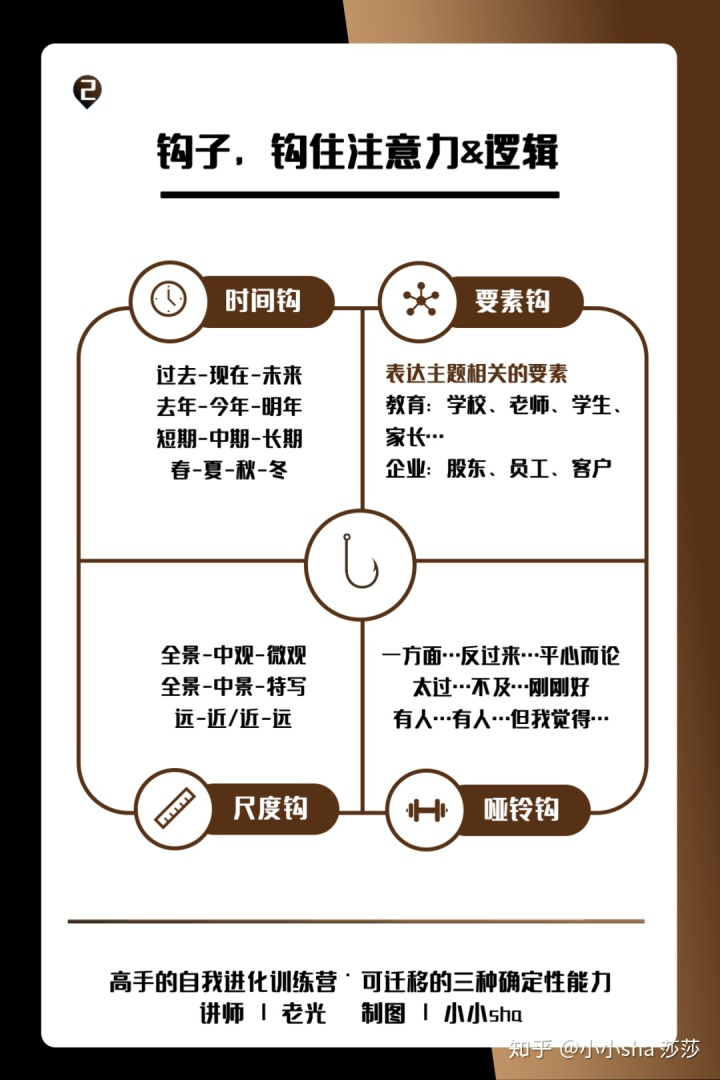 2
钩子，钩住注意力&逻辑
时间钩
过去-现在-未来
去年-今年-明年
短期-中期-长期
春-夏-秋-冬
要素钩
表达主题相关的要素
教育：学校、老师、学生、
家长…
企业：股东、员工、客户
全景-中观-微观
全景-中景-特写
远-近/近-远
尺度钩
一方面…反过来…平心而论
太过…不及…刚刚好
有人…有人…但我觉得…
哑铃钩
高手的自我进化训练营·可迁移的三种确定性能力
讲师 | 老光 制图 | 小小sha
知乎 @小小sha 莎莎